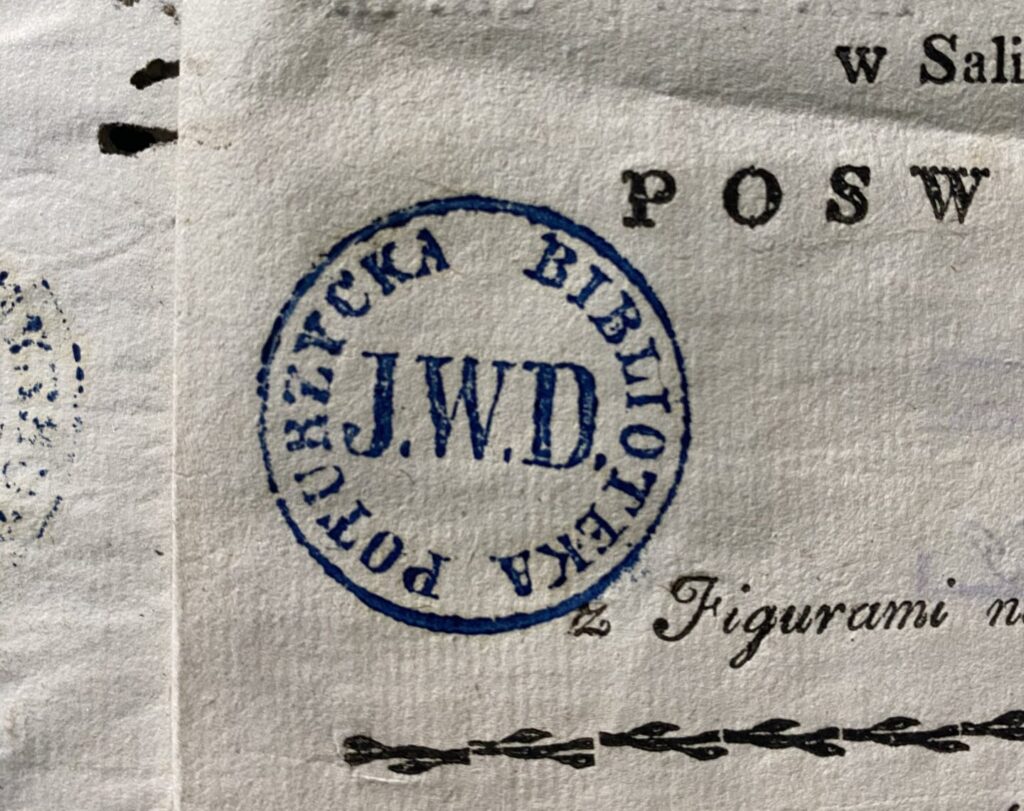 w Sali
POSW
BIBLIOTEKA POTURZYCKA
J.W.D.
z Figurami n